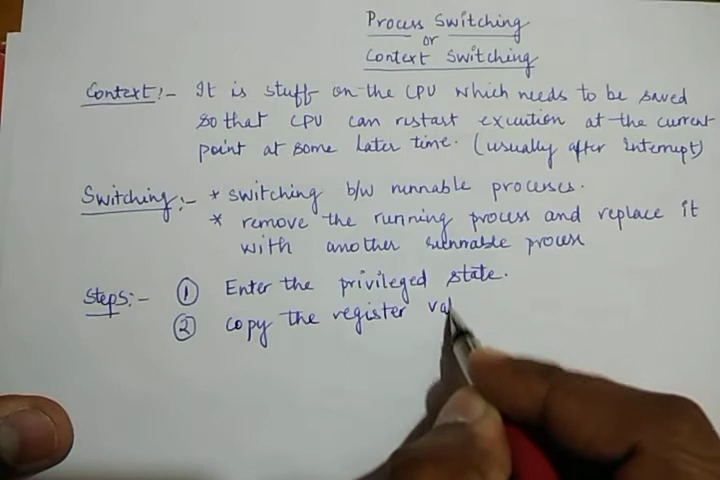 Process Switching
or
Context Switching
Context:- It is stuff on the CPU which needs to be saved
so that CPU can restart execution at the current
point at some later time. (usually after interrupt)
Switching:- * switching b/w runnable processes.
* remove the running process and replace it
with another runnable process
Steps:- ① Enter the privileged state.
② copy the register va